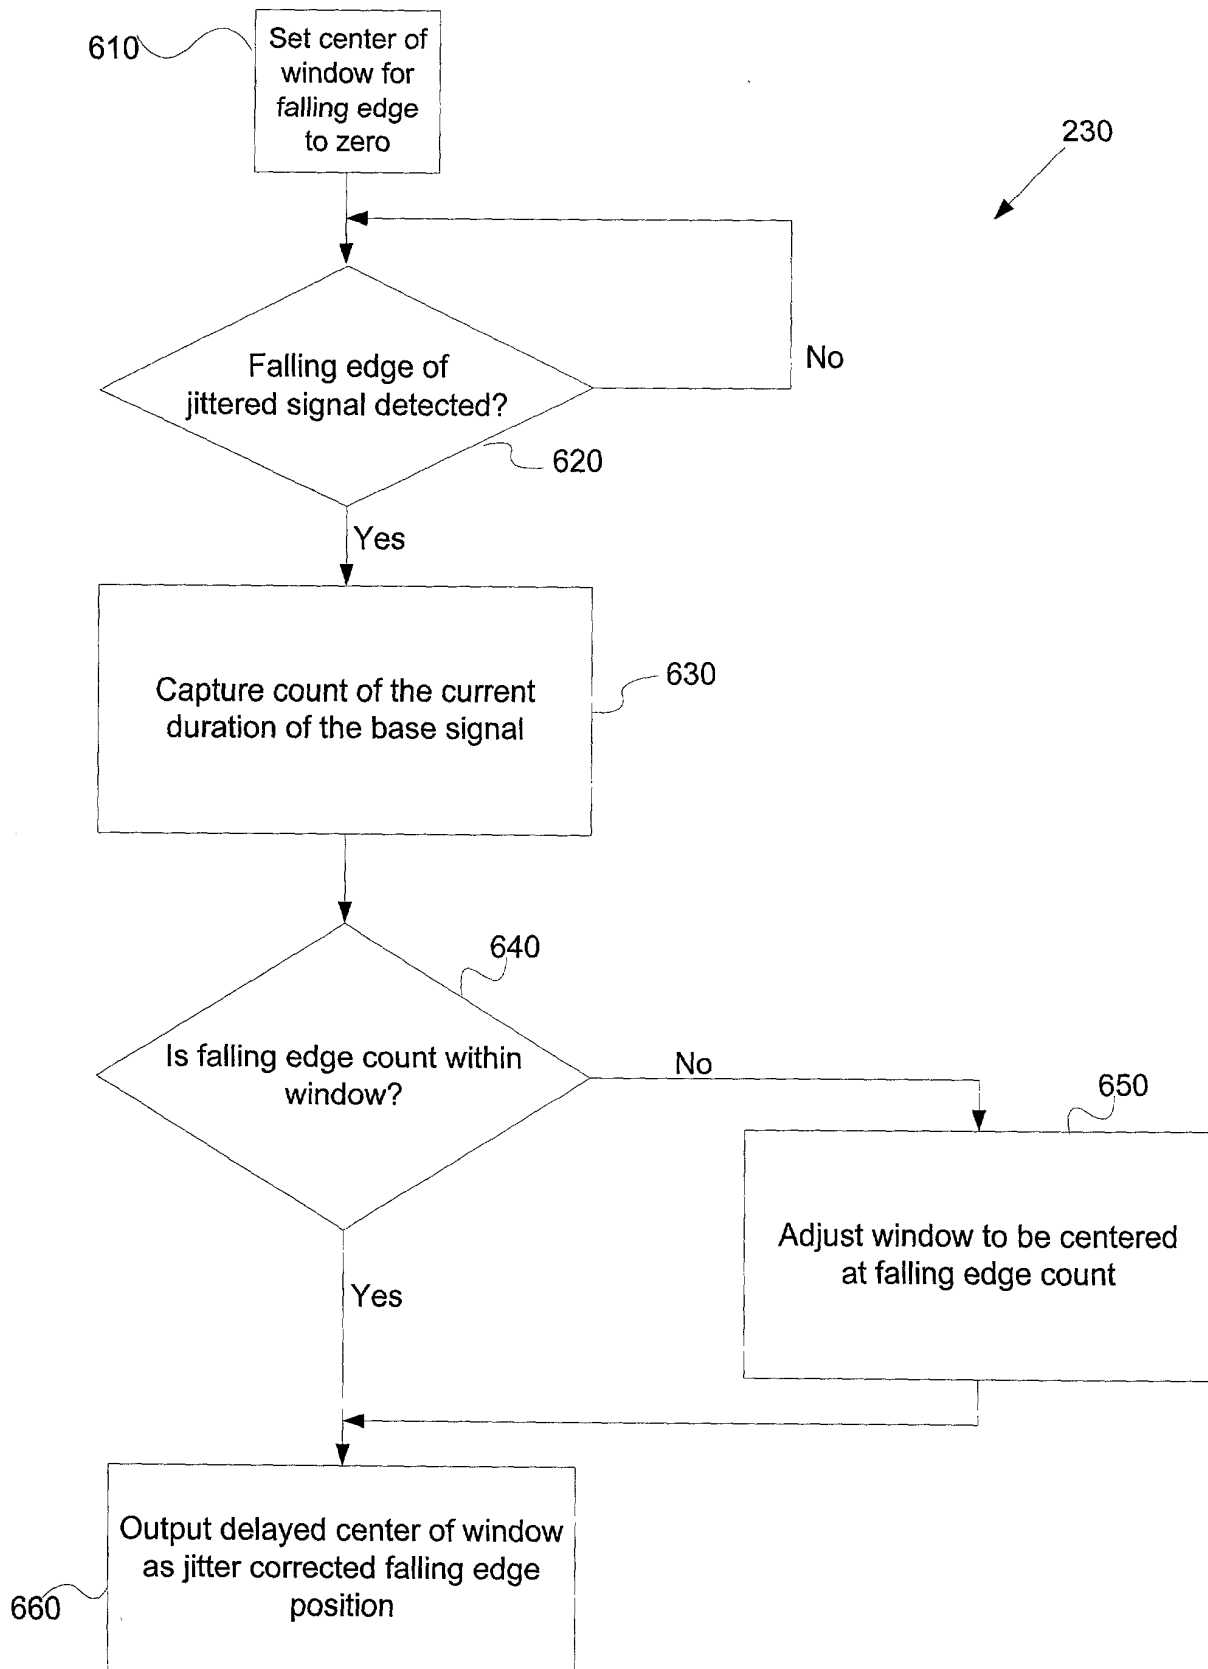 610
Set center of
window for
falling edge
to zero
230
Falling edge of
jittered signal detected?
No
620
Yes
Capture count of the current
duration of the base signal
630
640
Is falling edge count within
window?
No
650
Adjust window to be centered
at falling edge count
Yes
Output delayed center of window
as jitter corrected falling edge
position
660